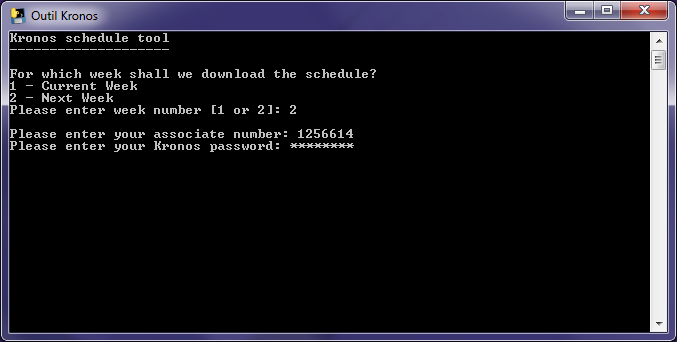 Outil Kronos
Kronos schedule tool
--------------------
For which week shall we download the schedule?
1 - Current Week
2 - Next Week
Please enter week number [1 or 2]: 2
Please enter your associate number: 1256614
Please enter your Kronos password: ********